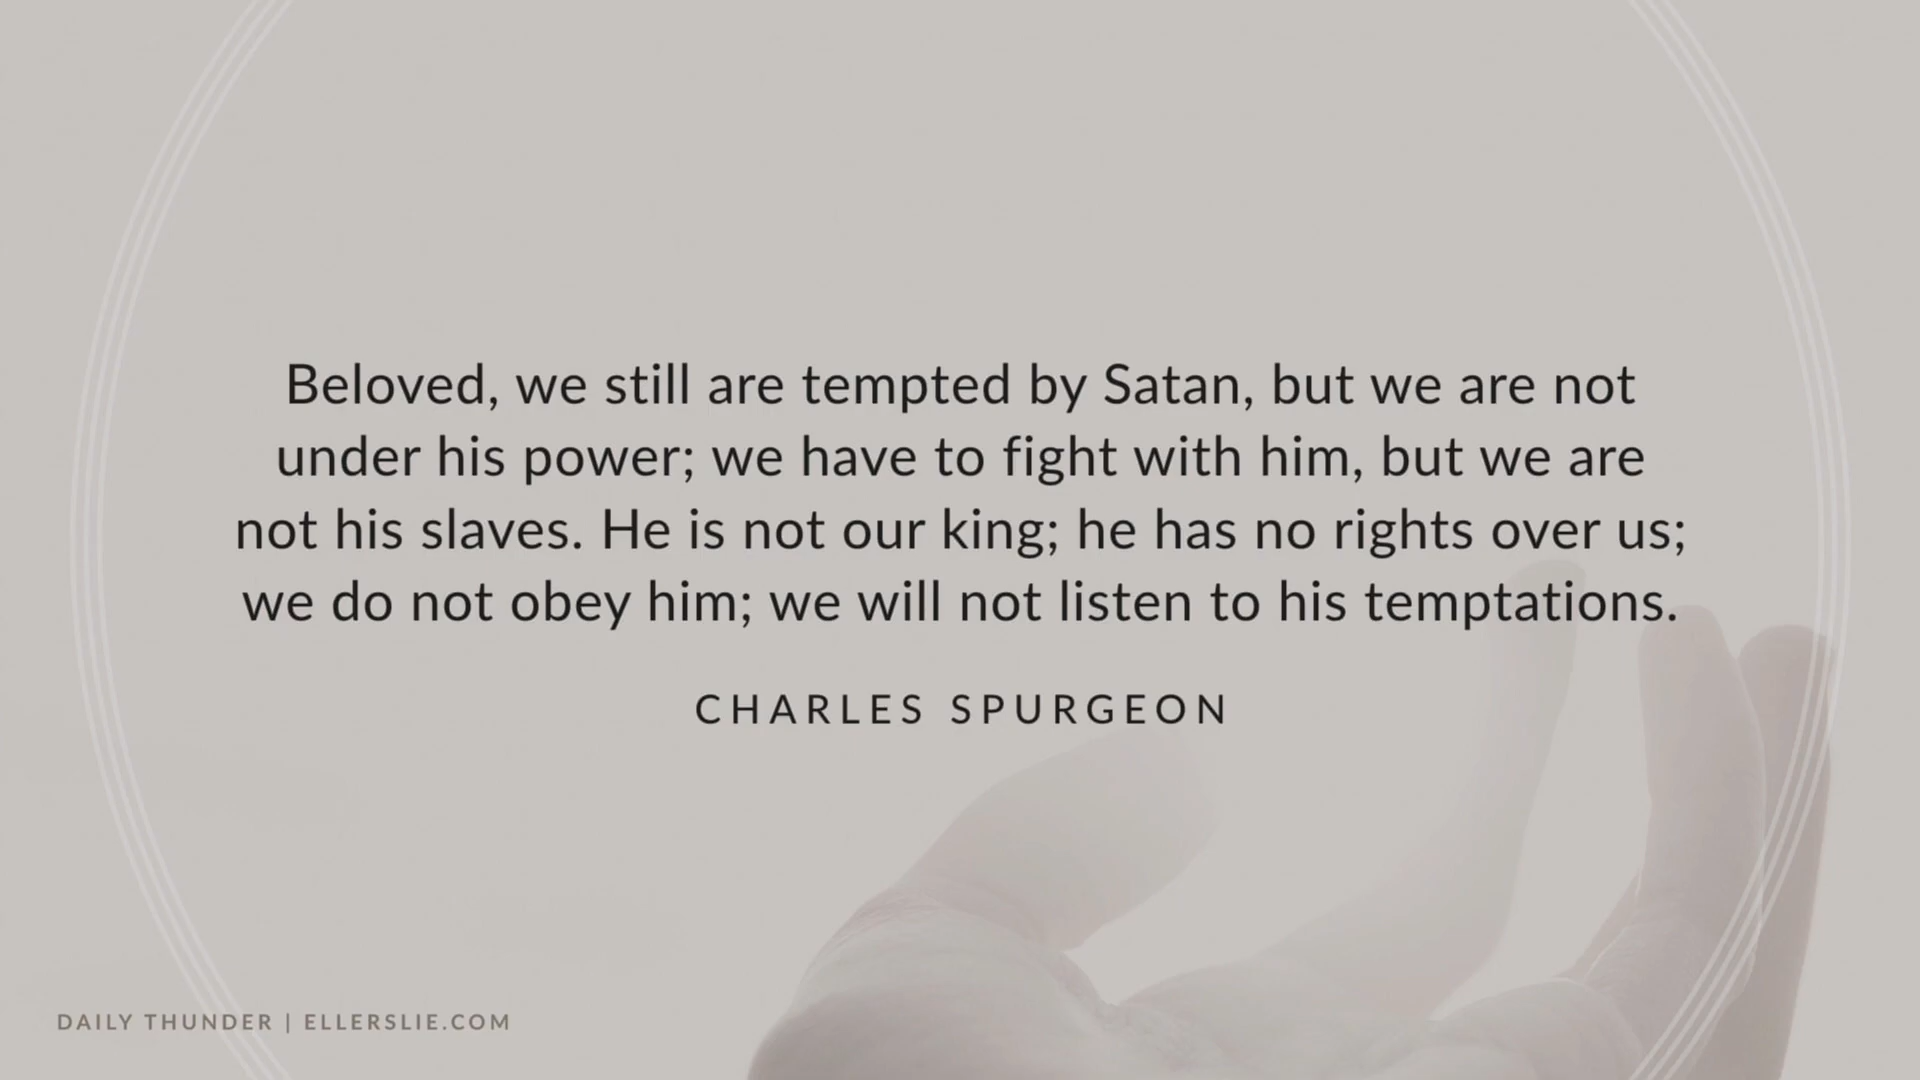 Beloved, we still are tempted by Satan, but we are not
under his power; we have to fight with him, but we are
not his slaves. He is not our king; he has no rights over us;
we do not obey him; we will not listen to his temptations.
CHARLES SPURGEON
DAILY THUNDER | ELLERSLIE.COM